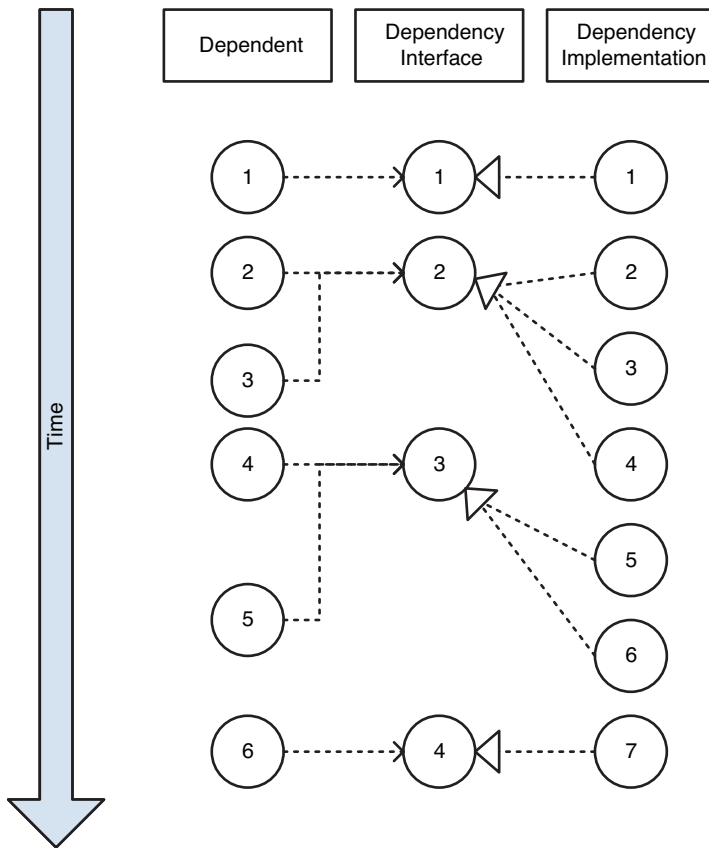 Dependent
Dependency
Interface
Dependency
Implementation
1 1 1
2 2 2
3 3
4 3 4
5 5
6
6 4 7
Time